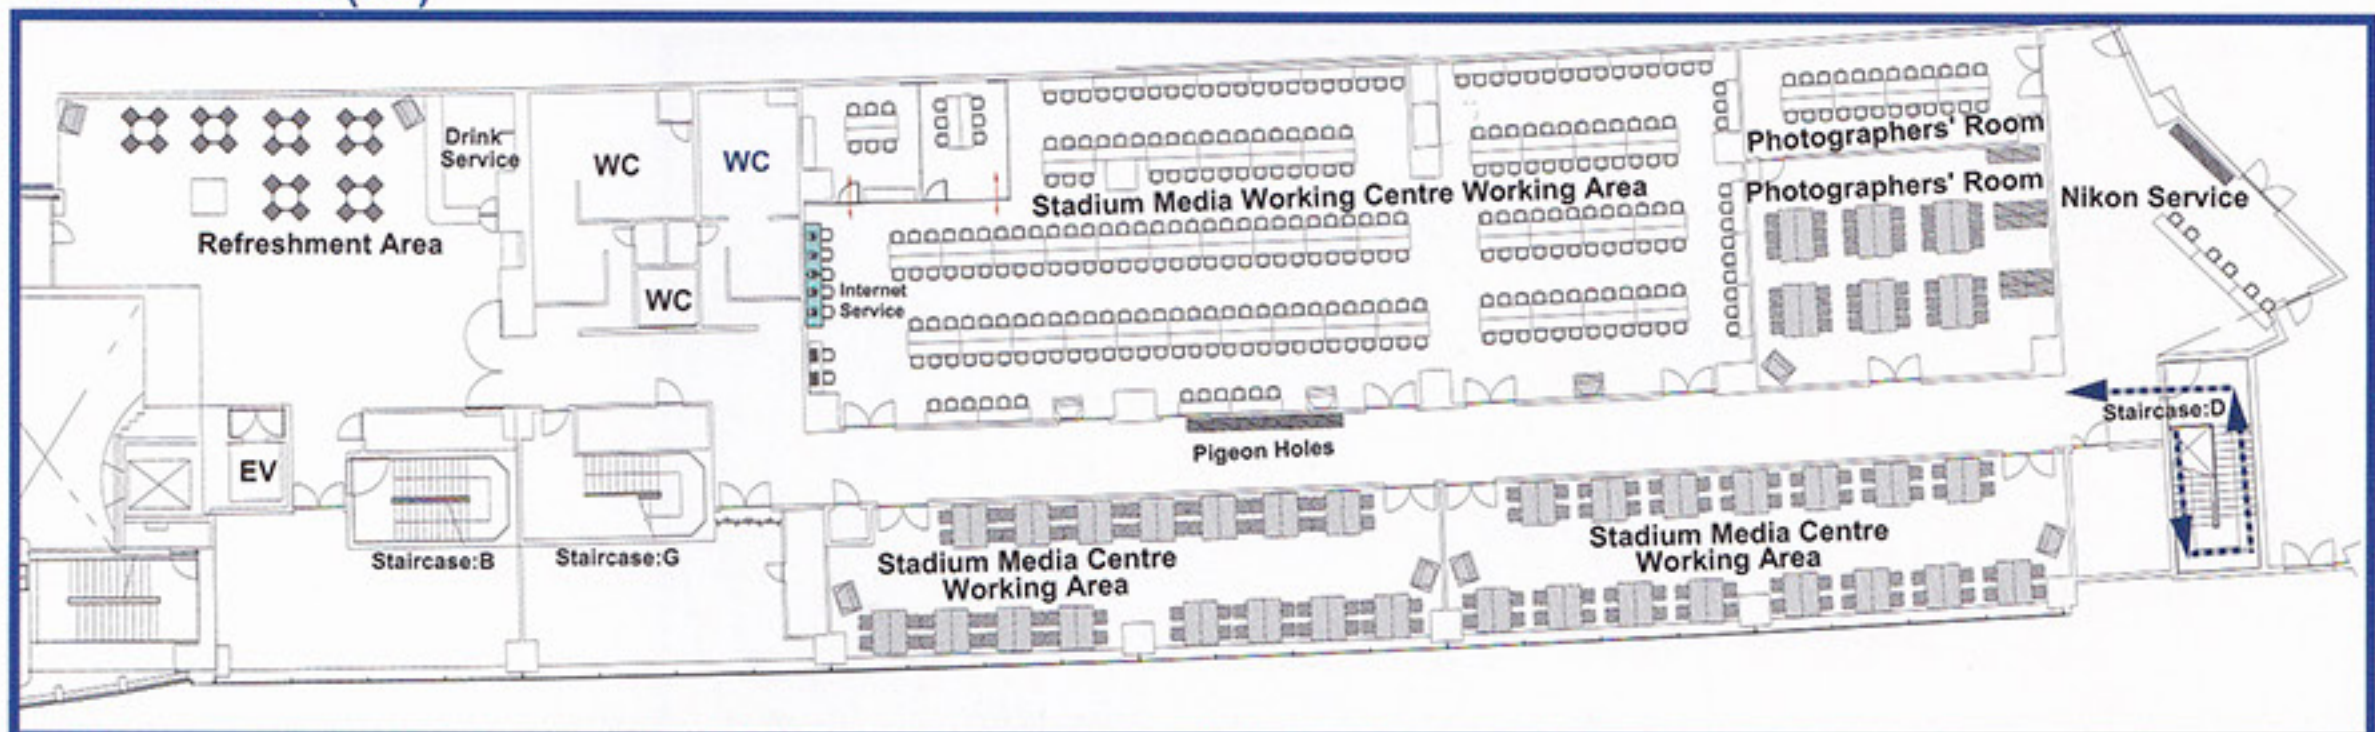 Drink
Service
WC
WC
Photographers' Room
Photographers' Room
Stadium Media Working Centre Working Area
Nikon Service
Refreshment Area
WC
Internet
Service
Staircase:D
Pigeon Holes
EV
Staircase:B
Staircase:G
Stadium Media Centre
Working Area
Stadium Media Centre
Working Area